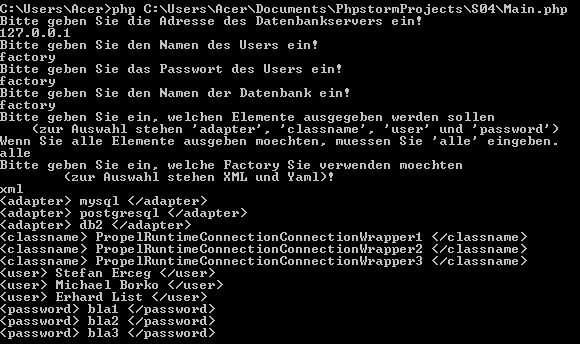 C:\Users\Acer>php C:\Users\Acer\Documents\PhpstormProjects\S04\Main.php
Bitte geben Sie die Adresse des Datenbankservers ein!
127.0.0.1
Bitte geben Sie den Namen des Users ein!
factory
Bitte geben Sie das Passwort des Users ein!
factory
Bitte geben Sie den Namen der Datenbank ein!
factory
Bitte geben Sie ein, welchen Elemente ausgegeben werden sollen
(zur Auswahl stehen 'adapter', 'classname', 'user' und 'password')
Wenn Sie alle Elemente ausgeben moechten, muessen Sie 'alle' eingeben.
alle
Bitte geben Sie ein, welche Factory Sie verwenden moechten
(zur Auswahl stehen XML und Yaml)!
xml
<adapter> mysql </adapter>
<adapter> postgresql </adapter>
<adapter> db2 </adapter>
<classname> PropelRuntimeConnectionConnectionWrapper1 </classname>
<classname> PropelRuntimeConnectionConnectionWrapper2 </classname>
<classname> PropelRuntimeConnectionConnectionWrapper3 </classname>
<user> Stefan Erceg </user>
<user> Michael Borko </user>
<user> Erhard List </user>
<password> bla1 </password>
<password> bla2 </password>
<password> bla3 </password>